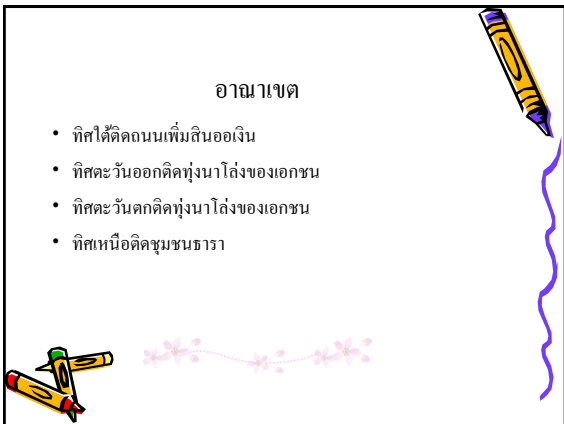 อาณาเขต
• ทิศใต้ติดถนนเพิ่มสินออเงิน
• ทิศตะวันออกติดทุ่งนาโล่งของเอกชน
• ทิศตะวันตกติดทุ่งนาโล่งของเอกชน
• ทิศเหนือติดชุมชนธารา